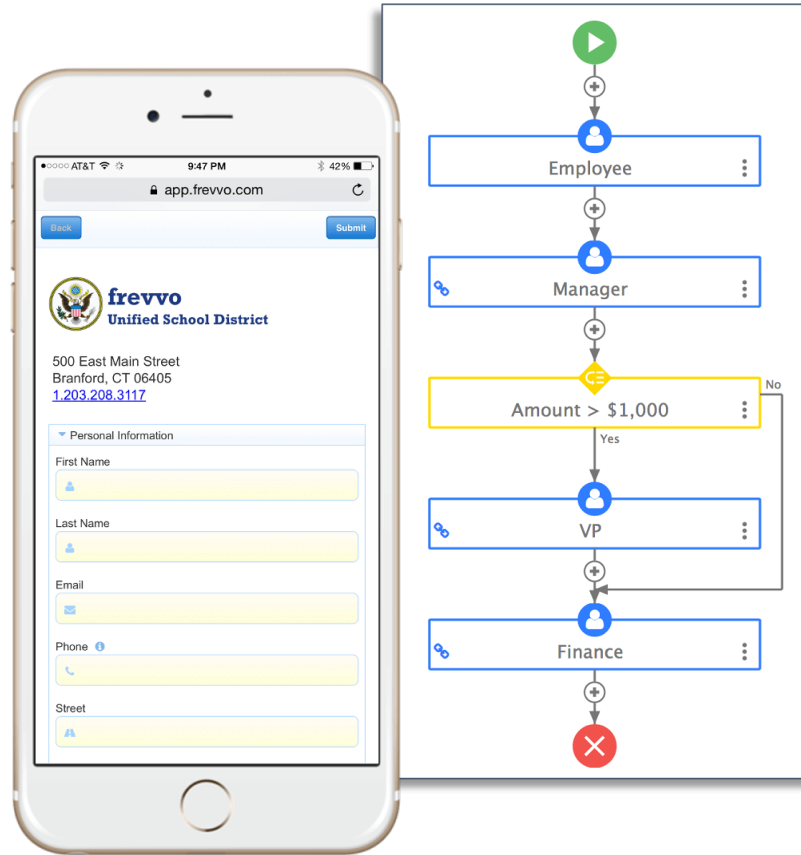 AT&T 9:47 PM 42%
app.frevvo.com
Back Submit
frevvo
Unified School District
500 East Main Street
Branford, CT 06405
1.203.208.3117
Personal Information
First Name
Last Name
Email
Phone
Street
Employee
Manager
Amount > $1,000
No
Yes
VP
Finance